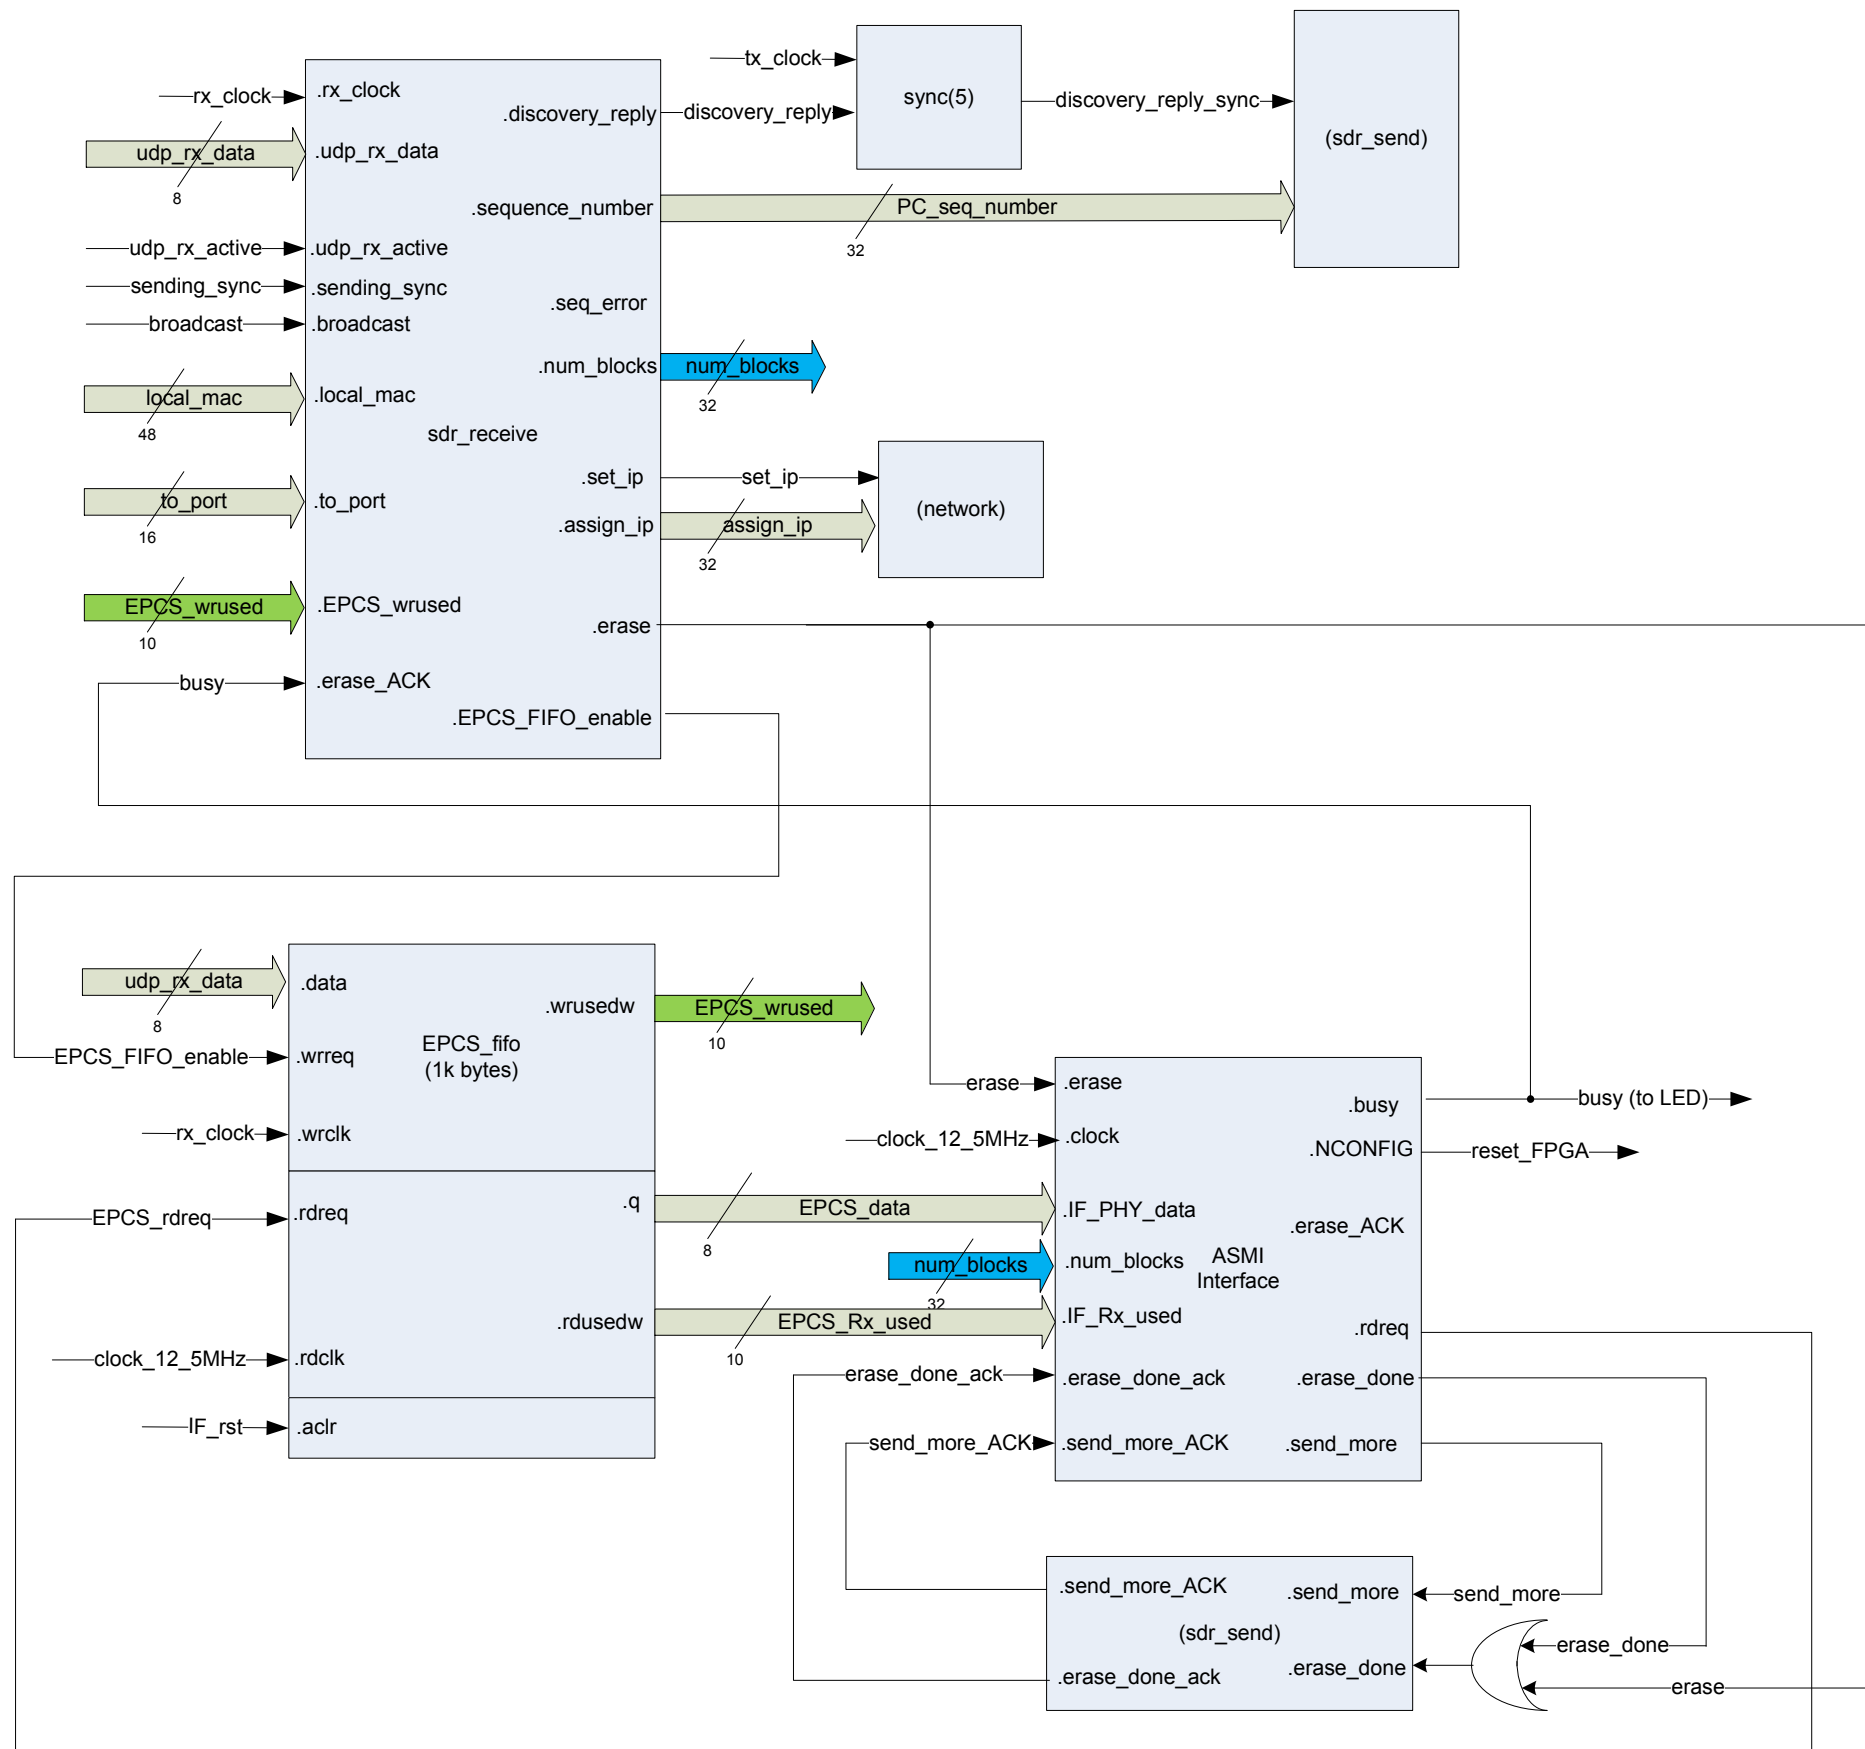 tx_clock
sync(5)
discovery_reply_sync
(sdr_send)
rx_clock
.rx_clock
.discovery_reply
discovery_reply
udp_rx_data
8
.udp_rx_data
.sequence_number
PC_seq_number
32
udp_rx_active
.udp_rx_active
sending_sync
.sending_sync
.seq_error
broadcast
.broadcast
.num_blocks
num_blocks
32
local_mac
48
.local_mac
sdr_receive
.set_ip
set_ip
(network)
to_port
16
.to_port
.assign_ip
assign_ip
32
EPCS_wrused
10
.EPCS_wrused
.erase
busy
.erase_ACK
.EPCS_FIFO_enable
udp_rx_data
8
.data
.wrusedw
EPCS_wrused
10
EPCS_fifo
(1k bytes)
EPCS_FIFO_enable
.wrreq
rx_clock
.wrclk
erase
.erase
.busy
busy (to LED)
clock_12_5MHz
.clock
.NCONFIG
reset_FPGA
EPCS_rdreq
.rdreq
.q
EPCS_data
8
.IF_PHY_data
.erase_ACK
num_blocks
32
.num_blocks
ASMI
Interface
.rdusedw
EPCS_Rx_used
10
.IF_Rx_used
.rdreq
clock_12_5MHz
.rdclk
erase_done_ack
.erase_done_ack
.erase_done
IF_rst
.aclr
send_more_ACK
.send_more_ACK
.send_more
.send_more_ACK
.send_more
send_more
(sdr_send)
erase_done
.erase_done_ack
.erase_done
erase